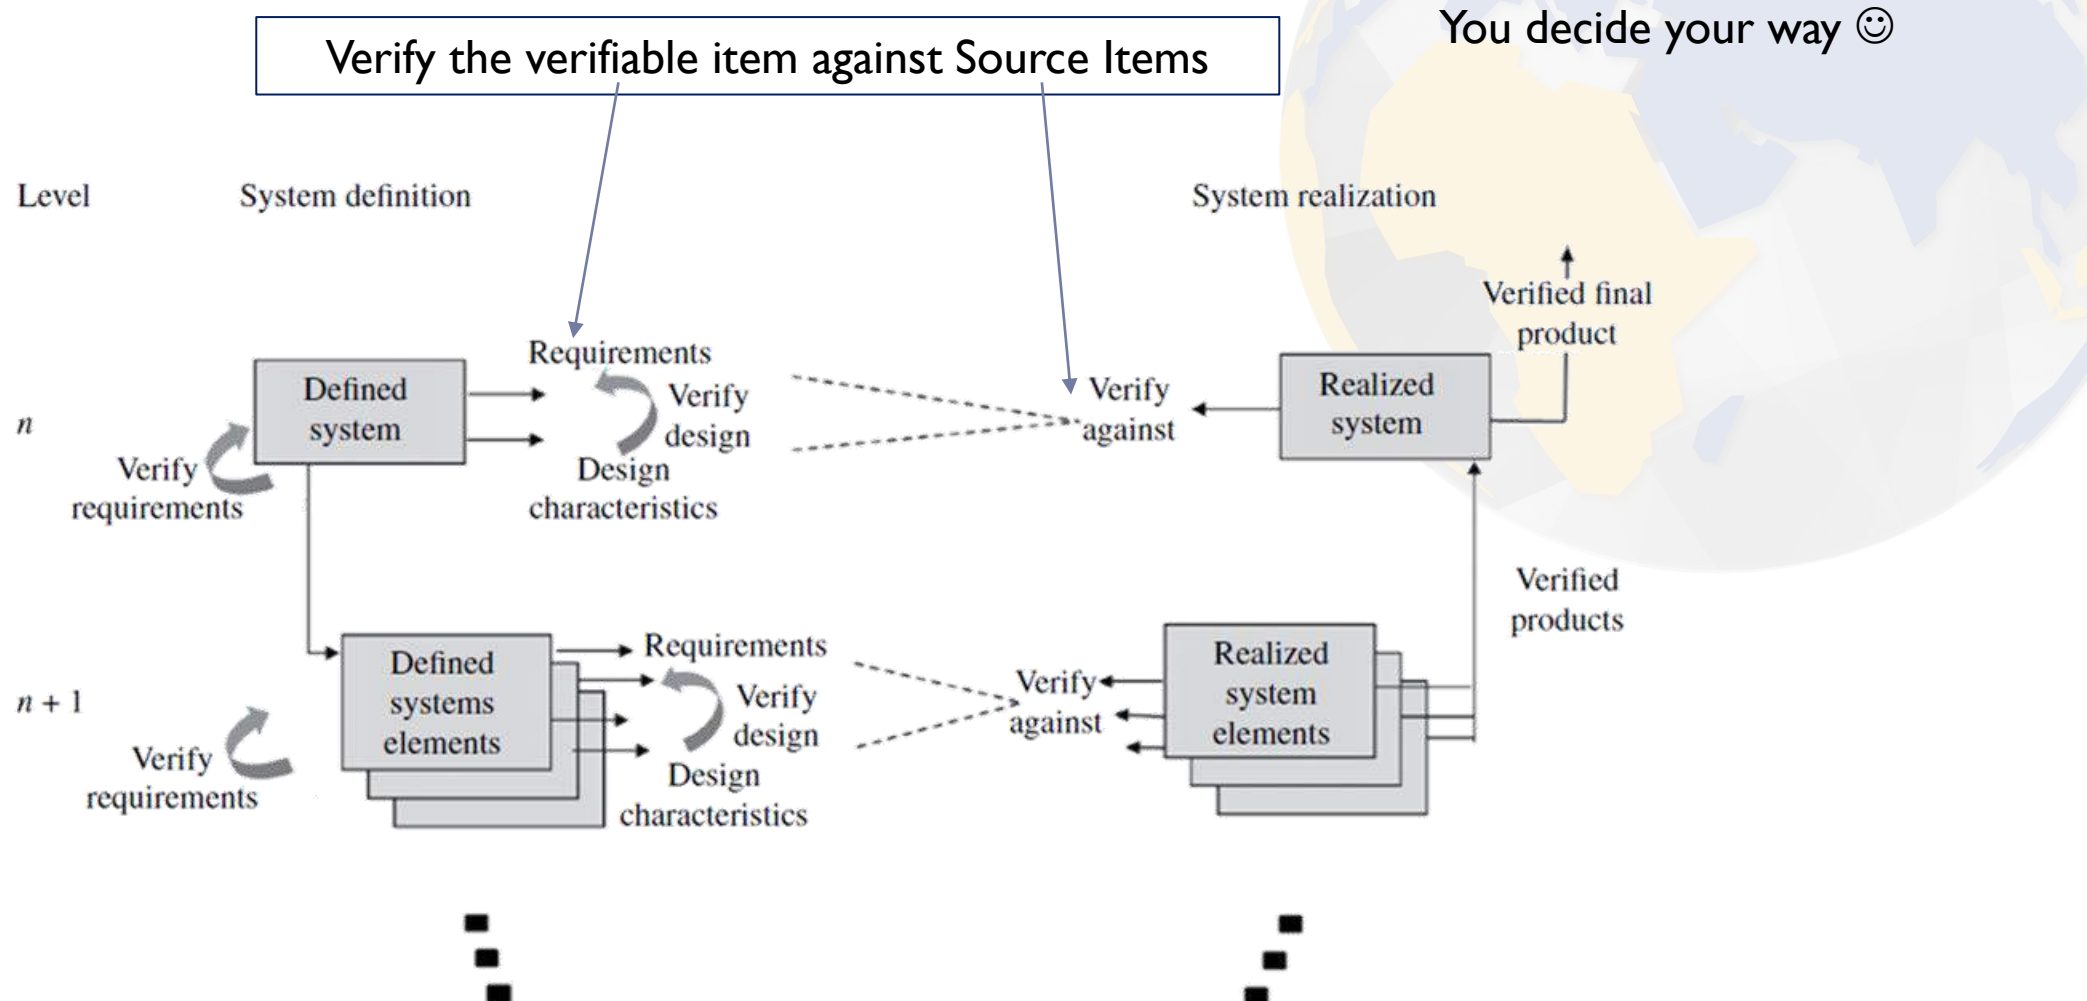 You decide your way ☺
Verify the verifiable item against Source Items
Level
System definition
System realization
Verified final
product
Requirements
Defined
system
Verify
design
Verify
against
Realized
system
n
Verify
requirements
Design
characteristics
Verified
products
Requirements
Defined
systems
elements
Verify
design
Verify
against
Realized
system
elements
n + 1
Verify
requirements
Design
characteristics